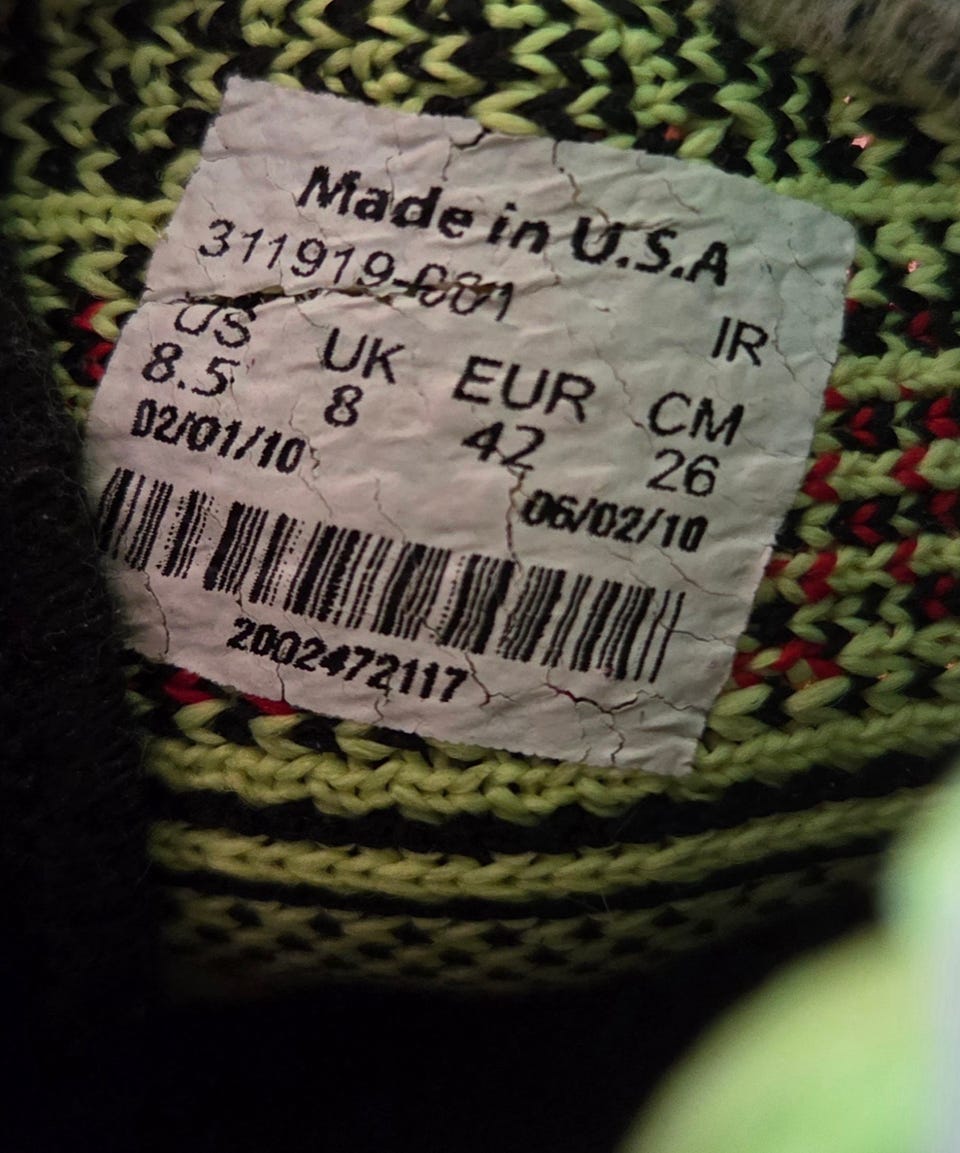 Made in U.S.A
311919-001
IR
US UK EUR CM
8.5 8 42 26
02/01/10 06/02/10
2002472117